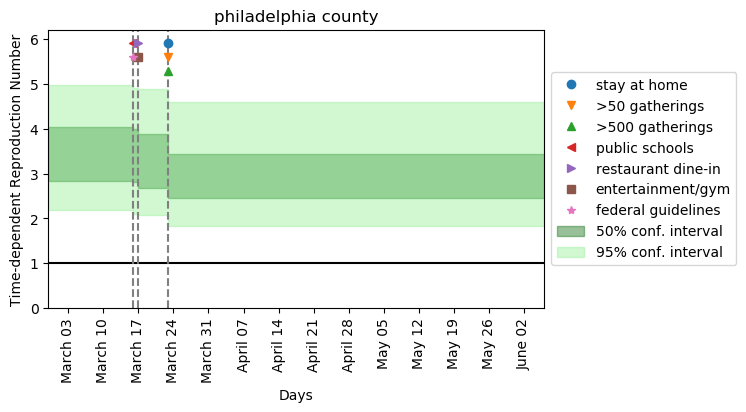 philadelphia county
Time-dependent Reproduction Number
6
5
4
3
2
1
0
March 03
March 10
March 17
March 24
March 31
April 07
April 14
April 21
April 28
May 05
May 12
May 19
May 26
June 02
Days
stay at home
>50 gatherings
>500 gatherings
public schools
restaurant dine-in
entertainment/gym
federal guidelines
50% conf. interval
95% conf. interval